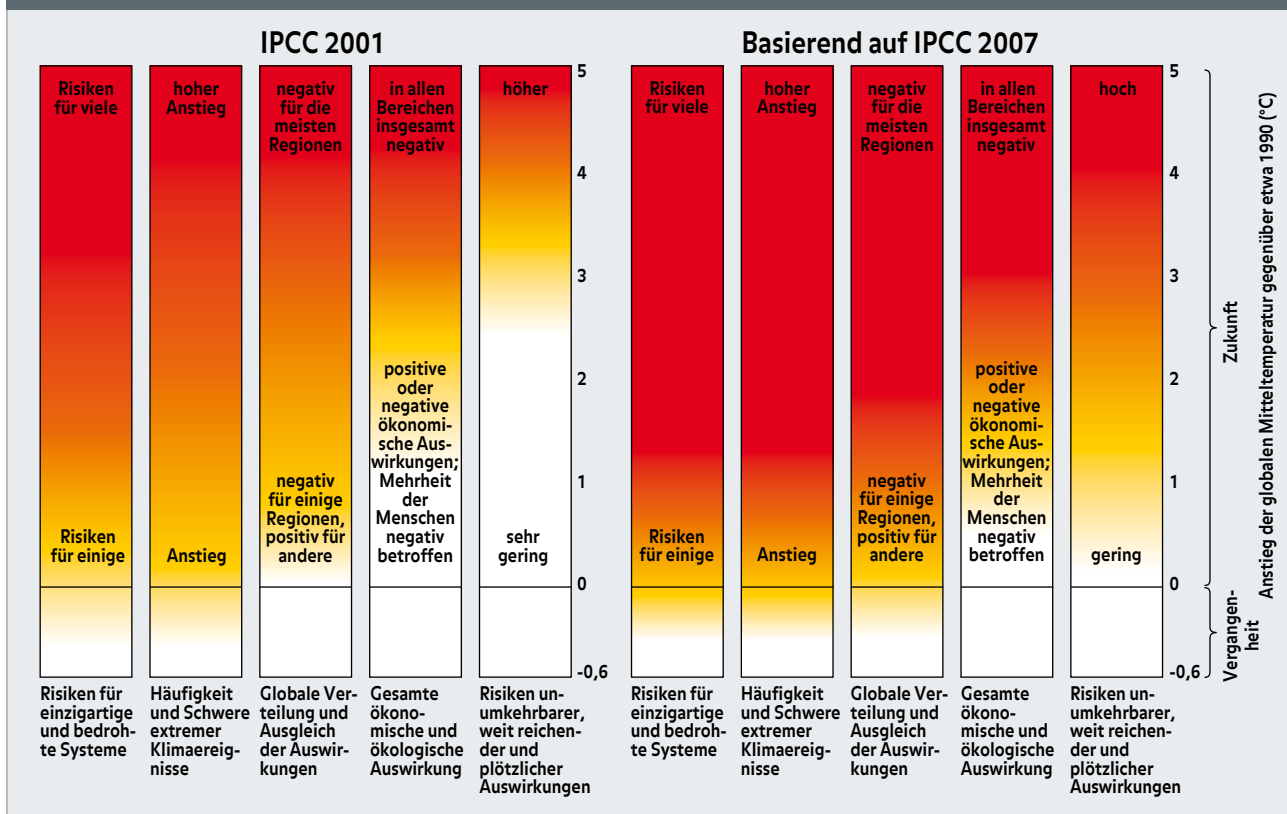 IPCC 2001
Risiken
für viele
Risiken
für einige
hoher
Anstieg
Anstieg
negativ
für die
meisten
Regionen
negativ
für einige
Regionen,
positiv für
andere
in allen
Bereichen
insgesamt
negativ
positive
oder
negative
ökonomi-
sche Aus-
wirkungen;
Mehrheit
der
Menschen
negativ
betroffen
höher
sehr
gering
5
4
3
2
1
0
-0,6
Risiken für
einzigartige
und bedroh-
te Systeme
Häufigkeit
und Schwere
extremer
Klimaereig-
nisse
Globale Ver-
teilung und
Ausgleich
der Auswir-
kungen
Gesamte
ökono-
mische und
ökologische
Auswirkung
Risiken un-
umkehrbarer,
weit reichen-
der und
plötzlicher
Auswirkungen
Basierend auf IPCC 2007
Risiken
für viele
Risiken
für einige
hoher
Anstieg
Anstieg
negativ
für die
meisten
Regionen
negativ
für einige
Regionen,
positiv für
andere
in allen
Bereichen
insgesamt
negativ
positive
oder
negative
ökonomi-
sche Aus-
wirkungen;
Mehrheit
der
Menschen
negativ
betroffen
hoch
gering
5
4
3
2
1
0
-0,6
Zukunft
Vergangen-
heit
Anstieg der globalen Mitteltemperatur gegenüber etwa 1990 (°C)
Risiken für
einzigartige
und bedroh-
te Systeme
Häufigkeit
und Schwere
extremer
Klimaereig-
nisse
Globale Ver-
teilung und
Ausgleich
der Auswir-
kungen
Gesamte
ökono-
mische und
ökologische
Auswirkung
Risiken un-
umkehrbarer,
weit reichen-
der und
plötzlicher
Auswirkungen